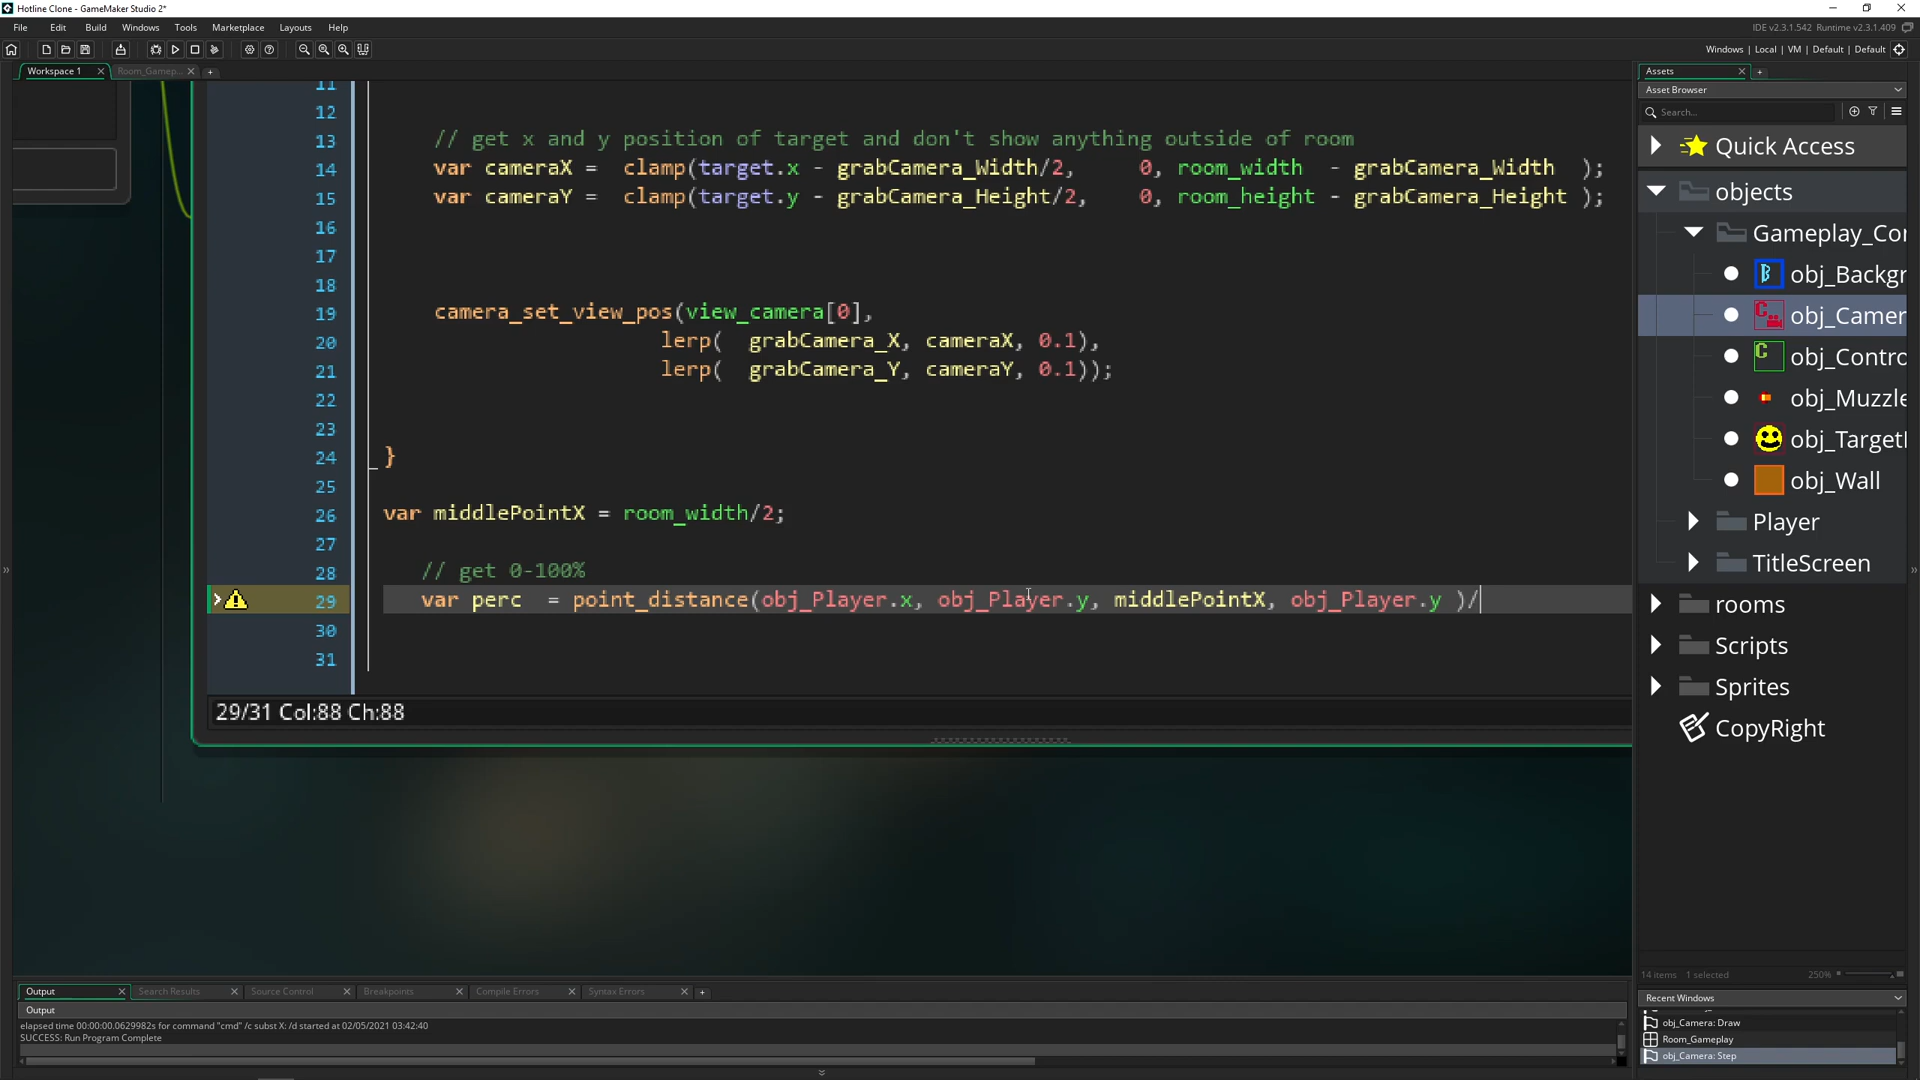 Hotline Clone - GameMaker Studio 2*
File Edit Build Windows Tools Marketplace Layouts Help
IDE v2.3.1.542 Runtime v2.3.1.409
Windows | Local | VM | Default | Default
Workspace 1
Room_Gamep...
11
12
13 // get x and y position of target and don't show anything outside of room
14 var cameraX = clamp(target.x - grabCamera_Width/2, 0, room_width - grabCamera_Width );
15 var cameraY = clamp(target.y - grabCamera_Height/2, 0, room_height - grabCamera_Height );
16
17
18
19 camera_set_view_pos(view_camera[0],
20 lerp( grabCamera_X, cameraX, 0.1),
21 lerp( grabCamera_Y, cameraY, 0.1));
22
23
24 }
25
26 var middlePointX = room_width/2;
27
28 // get 0-100%
29 var perc = point_distance(obj_Player.x, obj_Player.y, middlePointX, obj_Player.y )/
30
31
29/31 Col:88 Ch:88
Assets
Asset Browser
Search...
Quick Access
objects
Gameplay_Cor
obj_Backgr
obj_Camer
obj_Contro
obj_Muzzle
obj_Target
obj_Wall
Player
TitleScreen
rooms
Scripts
Sprites
CopyRight
14 items 1 selected 250%
Recent Windows
obj_Camera: Draw
Room_Gameplay
obj_Camera: Step
Output Search Results Source Control Breakpoints Compile Errors Syntax Errors
Output
elapsed time 00:00:00.0629982s for command "cmd" /c subst X: /d started at 02/05/2021 03:42:40
SUCCESS: Run Program Complete